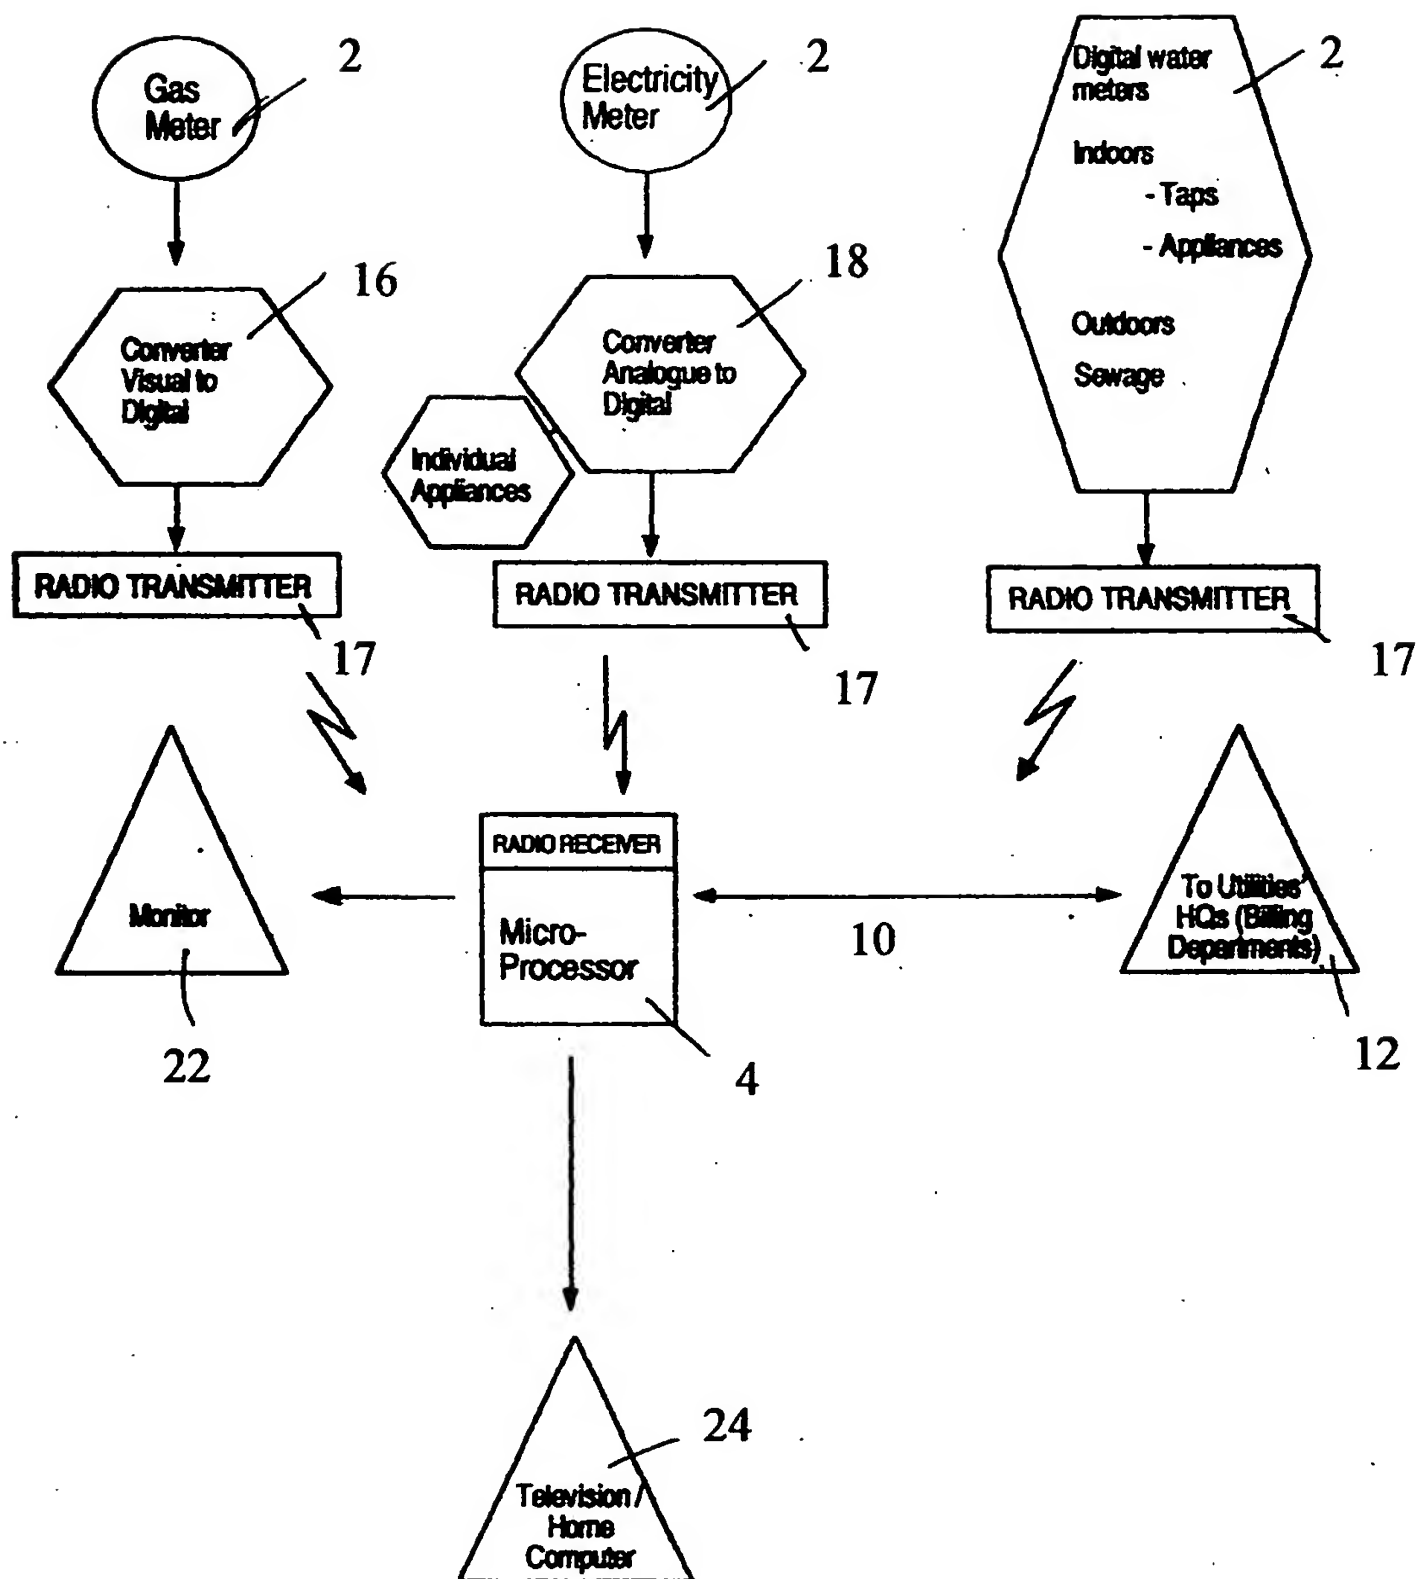 Gas
Meter
2
Electricity
Meter
2
Digital water
meters
Indoors
- Taps
- Appliances
Outdoors
Sewage
2
Converter
Visual to
Digital
16
Converter
Analogue to
Digital
18
Individual
Appliances
RADIO TRANSMITTER
17
RADIO TRANSMITTER
17
RADIO TRANSMITTER
17
Monitor
22
RADIO RECEIVER
Micro-
Processor
4
10
To Utilities'
HQs (Billing
Departments)
12
Television /
Home
Computer
24